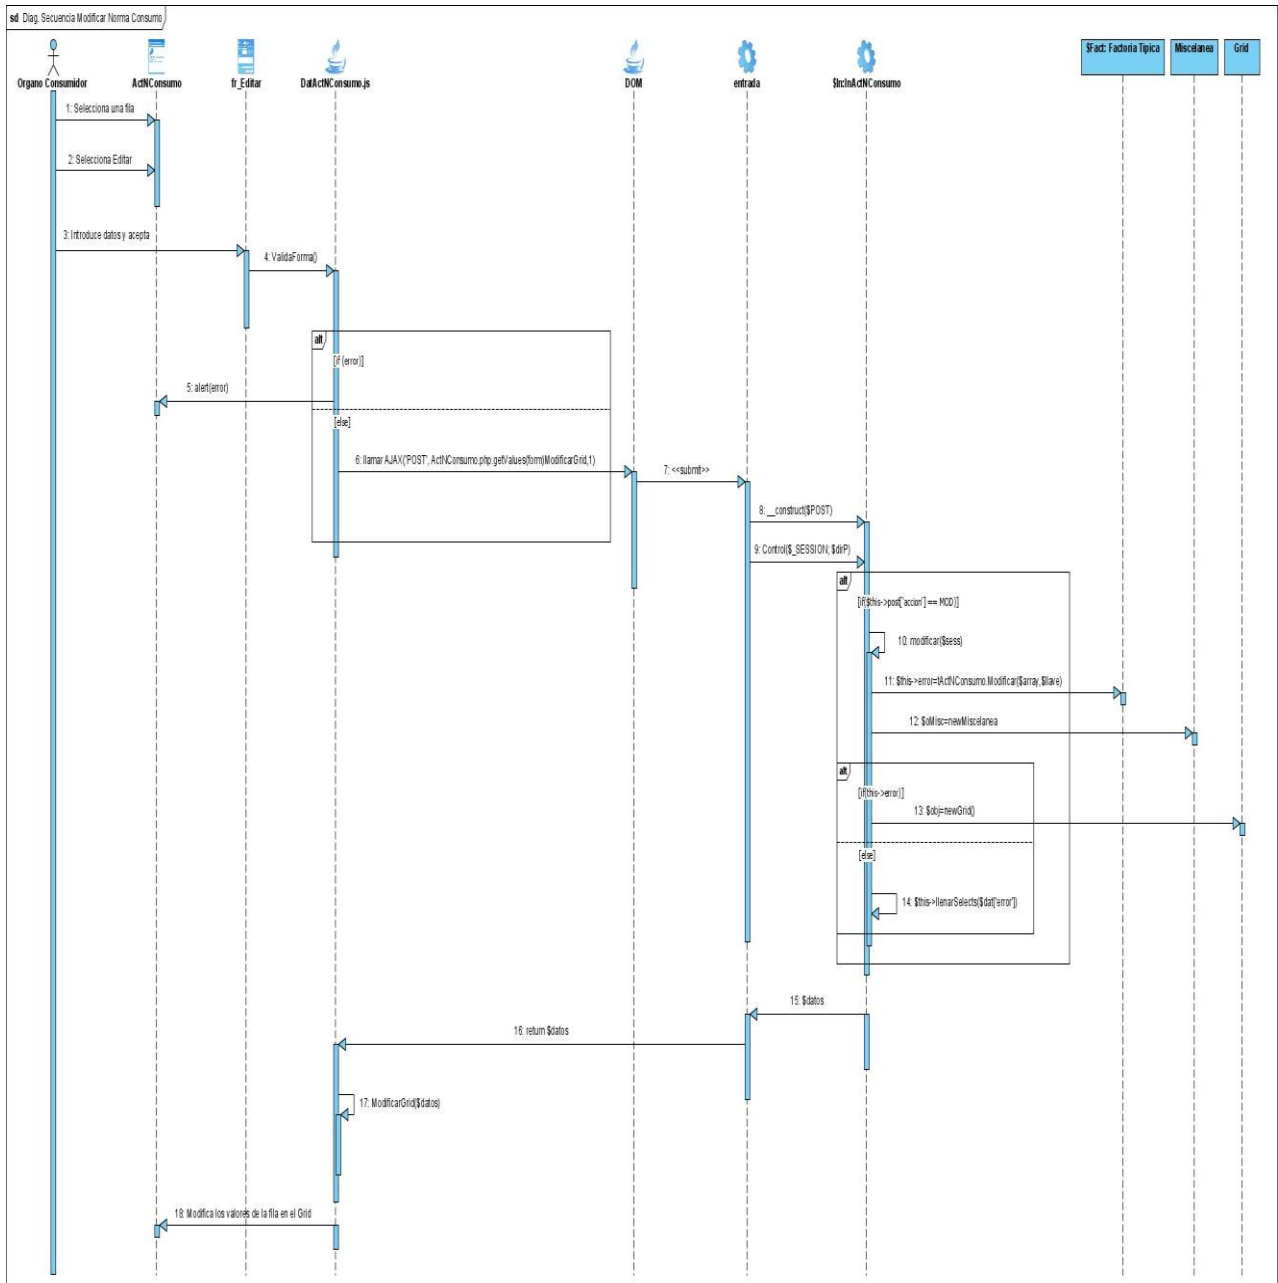 sd Diag. Secuencia Modificar Norma Consumo
Organo Consumidor
ActNConsumo
fr_Editar
DatActNConsumo.js
DOM
entrada
$In:InActNConsumo
$Fact: Factoria Tipica
Miscelanea
Grid
1: Selecciona una fila
2: Selecciona Editar
3: Introduce datos y acepta
4: ValidaForma()
alt
[if (error)]
5: alert(error)
[else]
6: llamar AJAX('POST', ActNConsumo.php.getValues(form)ModificarGrid,1)
7: <<submit>>
8: __construct($POST)
9: Control($_SESSION; $dirP)
alt
[if($this->post['accion'] == MOD)]
10: modificar($sess)
11: $this->error=tActNConsumo.Modificar($array,$llave)
12: $oMisc=newMiscelanea
alt
[if(this->error)]
13: $obj=newGrid()
[else]
14: $this->llenarSelects($dat['error'])
15: $datos
16: return $datos
17: ModificarGrid($datos)
18: Modifica los valores de la fila en el Grid